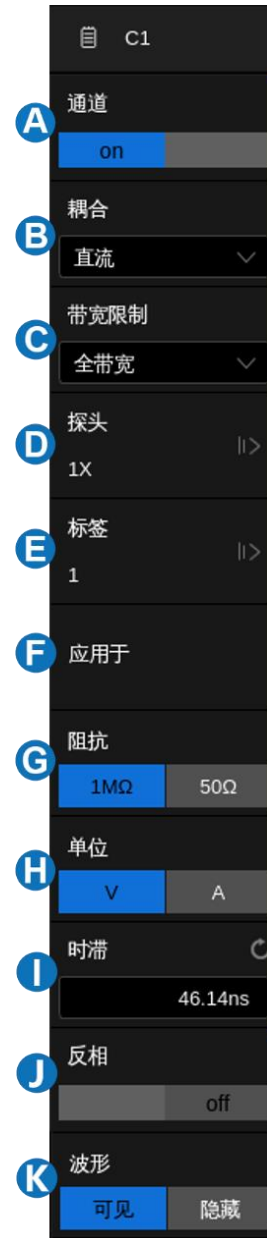 C1
A
通道
on
B
耦合
直流
C
带宽限制
全带宽
D
探头
1X
E
标签
1
F
应用于
G
阻抗
1MΩ 50Ω
H
单位
V A
I
时滞
46.14ns
J
反相
off
K
波形
可见 隐藏